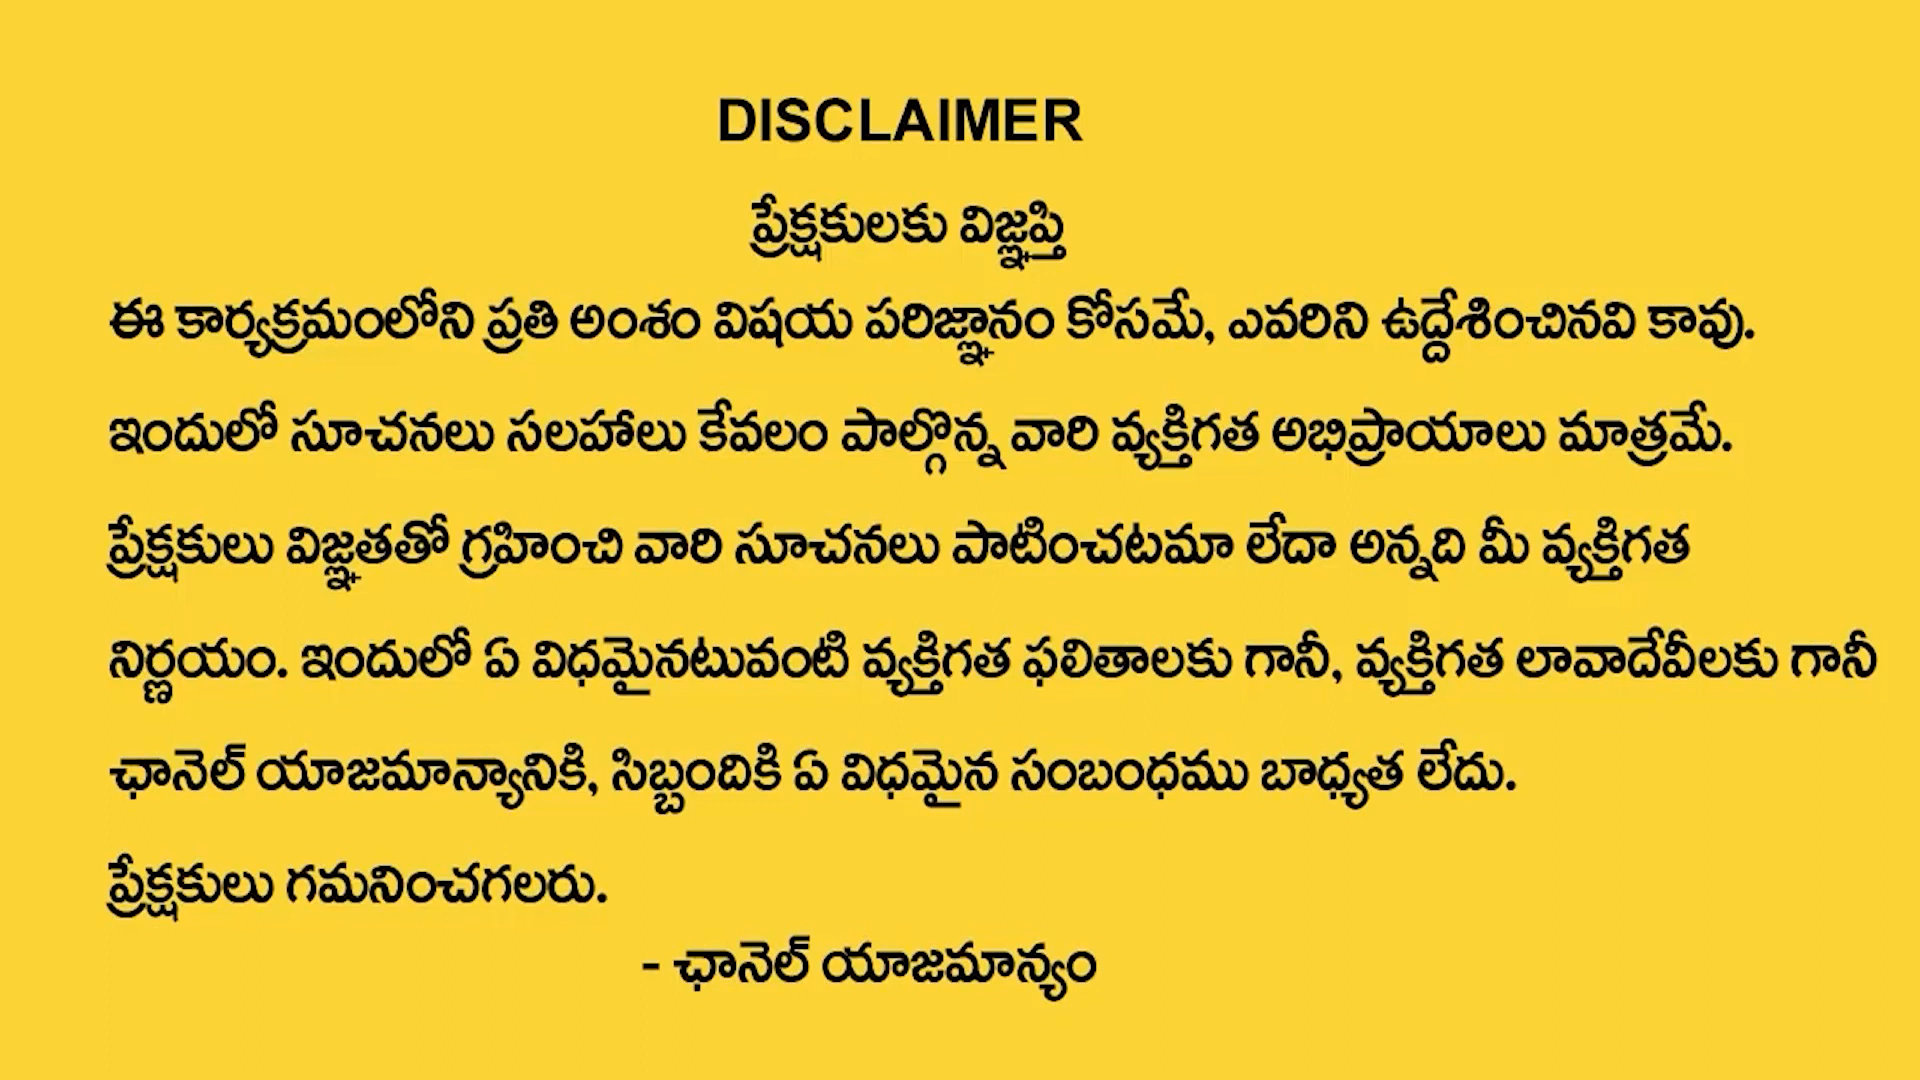 DISCLAIMER
ప్రేక్షకులకు విజ్ఞప్తి
ఈ కార్యక్రమంలోని ప్రతి అంశం విషయ పరిజ్ఞానం కోసమే, ఎవరిని ఉద్దేశించినవి కావు.
ఇందులో సూచనలు సలహాలు కేవలం పాల్గొన్న వారి వ్యక్తిగత అభిప్రాయాలు మాత్రమే.
ప్రేక్షకులు విజ్ఞతతో గ్రహించి వారి సూచనలు పాటించటమా లేదా అన్నది మీ వ్యక్తిగత
నిర్ణయం. ఇందులో ఏ విధమైనటువంటి వ్యక్తిగత ఫలితాలకు గానీ, వ్యక్తిగత లావాదేవీలకు గానీ
ఛానెల్ యాజమాన్యానికి, సిబ్బందికి ఏ విధమైన సంబంధము బాధ్యత లేదు.
ప్రేక్షకులు గమనించగలరు.
- ఛానెల్ యాజమాన్యం